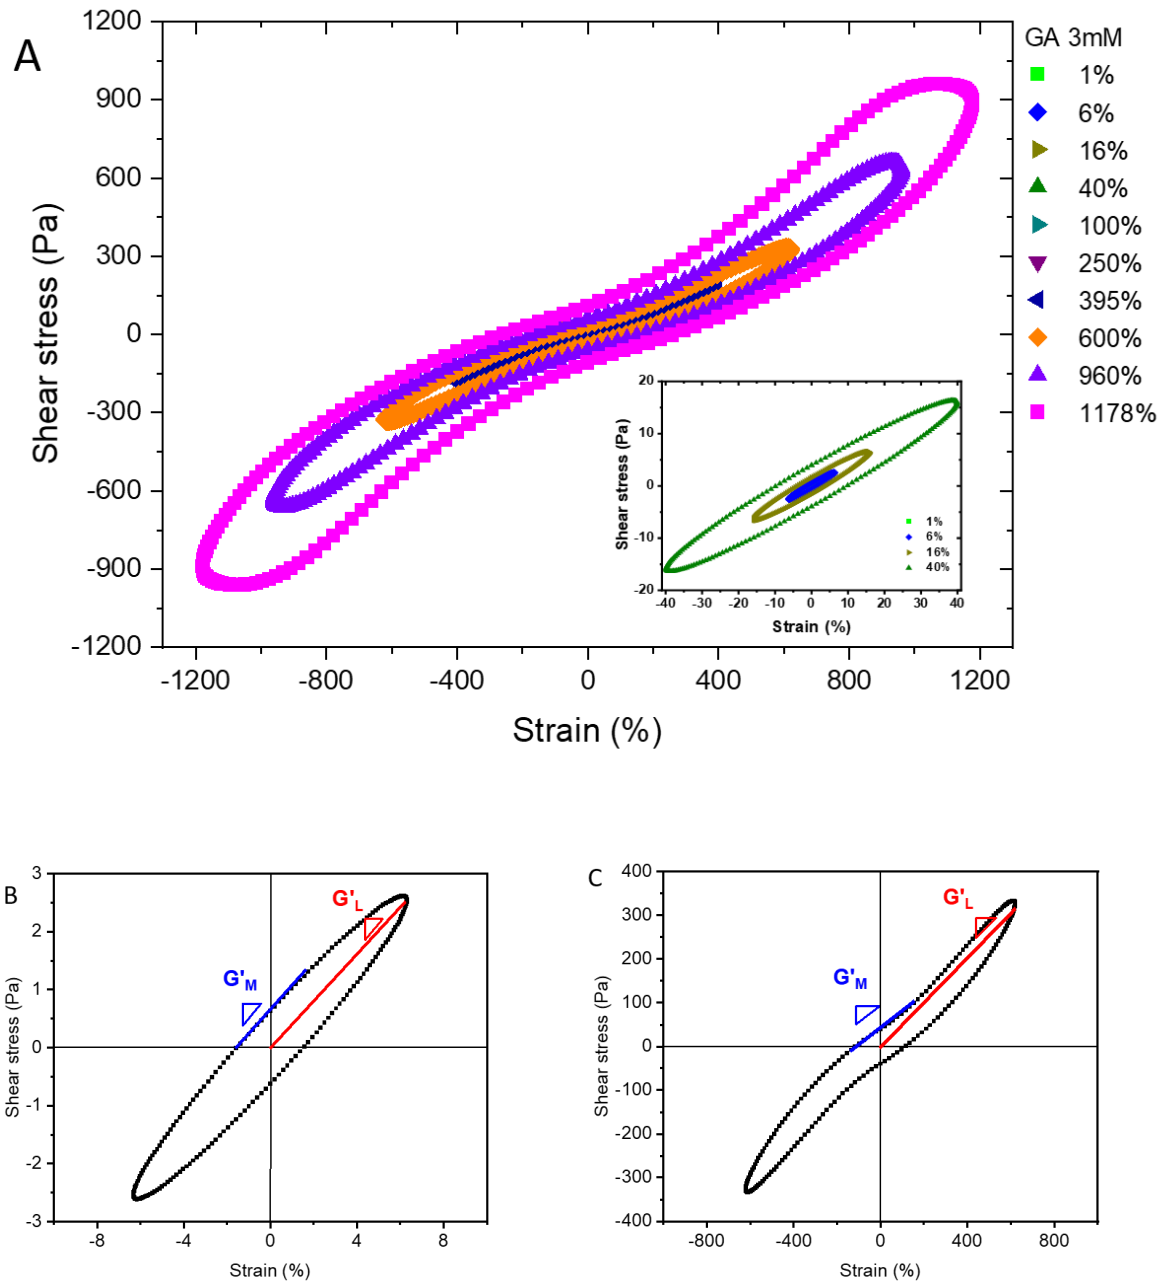 A
1200
900
600
300
0
-300
-600
-900
-1200
Shear stress (Pa)
-1200 -800 -400 0 400 800 1200
Strain (%)
GA 3mM
1%
6%
16%
40%
100%
250%
395%
600%
960%
1178%
20
10
0
-10
-20
Shear stress (Pa)
-40 -30 -20 -10 0 10 20 30 40
Strain (%)
1%
6%
16%
40%
B
3
2
1
0
-1
-2
-3
Shear stress (Pa)
G'L
G'M
-8 -4 0 4 8
Strain (%)
C
400
300
200
100
0
-100
-200
-300
-400
Shear stress (Pa)
G'L
G'M
-800 -400 0 400 800
Strain (%)